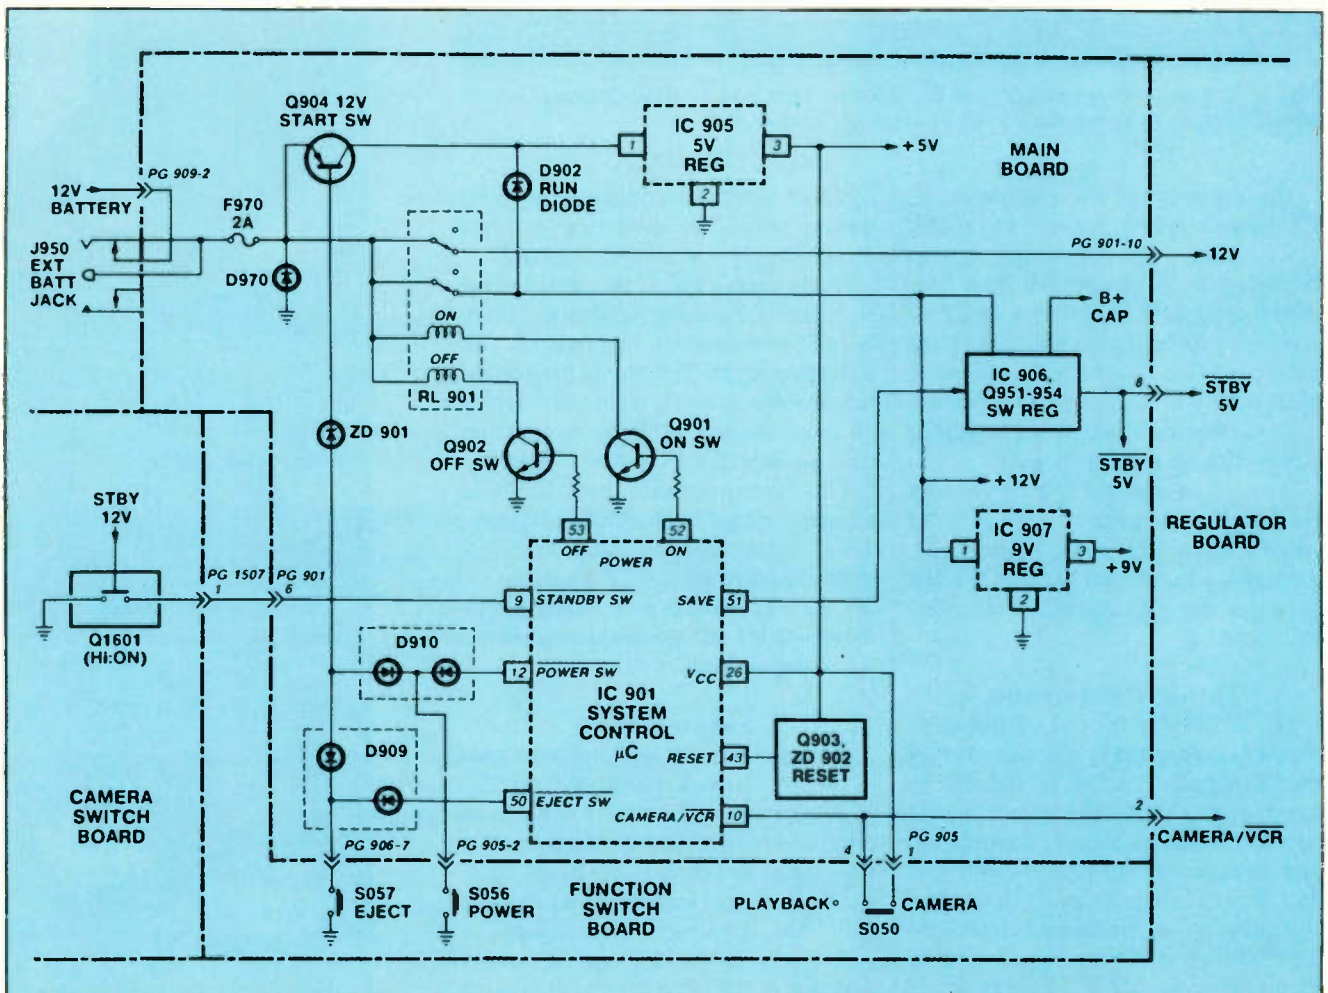 Q904 12V
START SW
IC 905
5V
REG
1
3
2
+5V
MAIN
BOARD
D902
RUN
DIODE
PG 909-2
12V
BATTERY
F970
2A
J950
EXT
BATT
JACK
D970
PG 901-10
12V
ON
OFF
RL 901
B+
CAP
IC 906,
Q951-954
SW REG
8
STBY
5V
STBY
5V
ZD 901
Q902
OFF SW
Q901
ON SW
+12V
IC 907
9V
REG
1
3
2
+9V
REGULATOR
BOARD
STBY
12V
53
52
OFF
POWER
ON
PG 1507
1
PG 901
6
Q1601
(HI:ON)
9
STANDBY SW
SAVE
51
D910
12
POWER SW
VCC
26
IC 901
SYSTEM
CONTROL
μC
D909
RESET
43
Q903,
ZD 902
RESET
50
EJECT SW
CAMERA/VCR
10
2
CAMERA/VCR
CAMERA
SWITCH
BOARD
PG 906-7
PG 905-2
4
PG 905
1
S057
EJECT
S056
POWER
FUNCTION
SWITCH
BOARD
PLAYBACK
CAMERA
S050